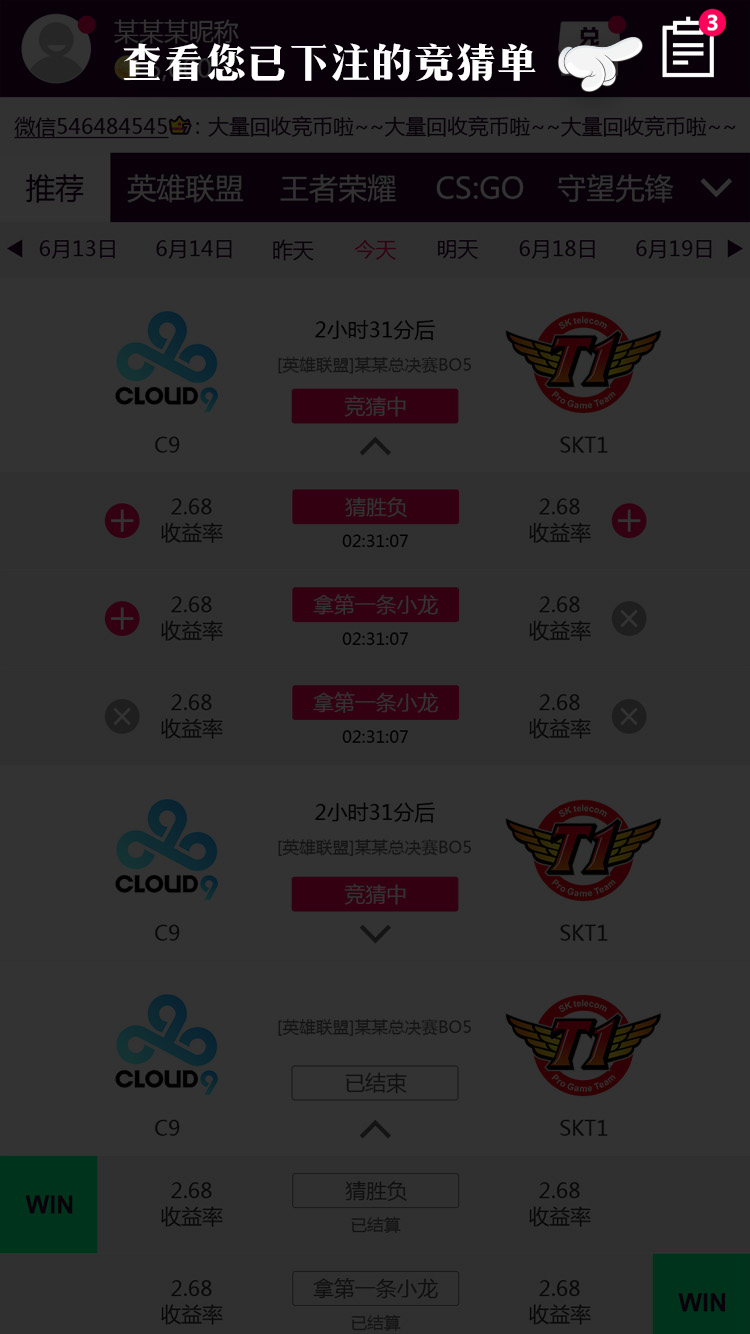 某某某昵称
兑
3
查看您已下注的竞猜单
微信546484545 : 大量回收竞币啦~~大量回收竞币啦~~大量回收竞币啦~~
推荐 英雄联盟 王者荣耀 CS:GO 守望先锋
6月13日 6月14日 昨天 今天 明天 6月18日 6月19日
2小时31分后
[英雄联盟]某某总决赛BO5
竞猜中
CLOUD9
SK telecom
T1
Pro Game Team
C9 SKT1
2.68 猜胜负 2.68
收益率 02:31:07 收益率
2.68 拿第一条小龙 2.68
收益率 02:31:07 收益率
2.68 拿第一条小龙 2.68
收益率 02:31:07 收益率
2小时31分后
[英雄联盟]某某总决赛BO5
竞猜中
CLOUD9
SK telecom
T1
Pro Game Team
C9 SKT1
[英雄联盟]某某总决赛BO5
已结束
CLOUD9
SK telecom
T1
Pro Game Team
C9 SKT1
WIN
2.68 猜胜负 2.68
收益率 已结算 收益率
2.68 拿第一条小龙 2.68
收益率 已结算 收益率
WIN